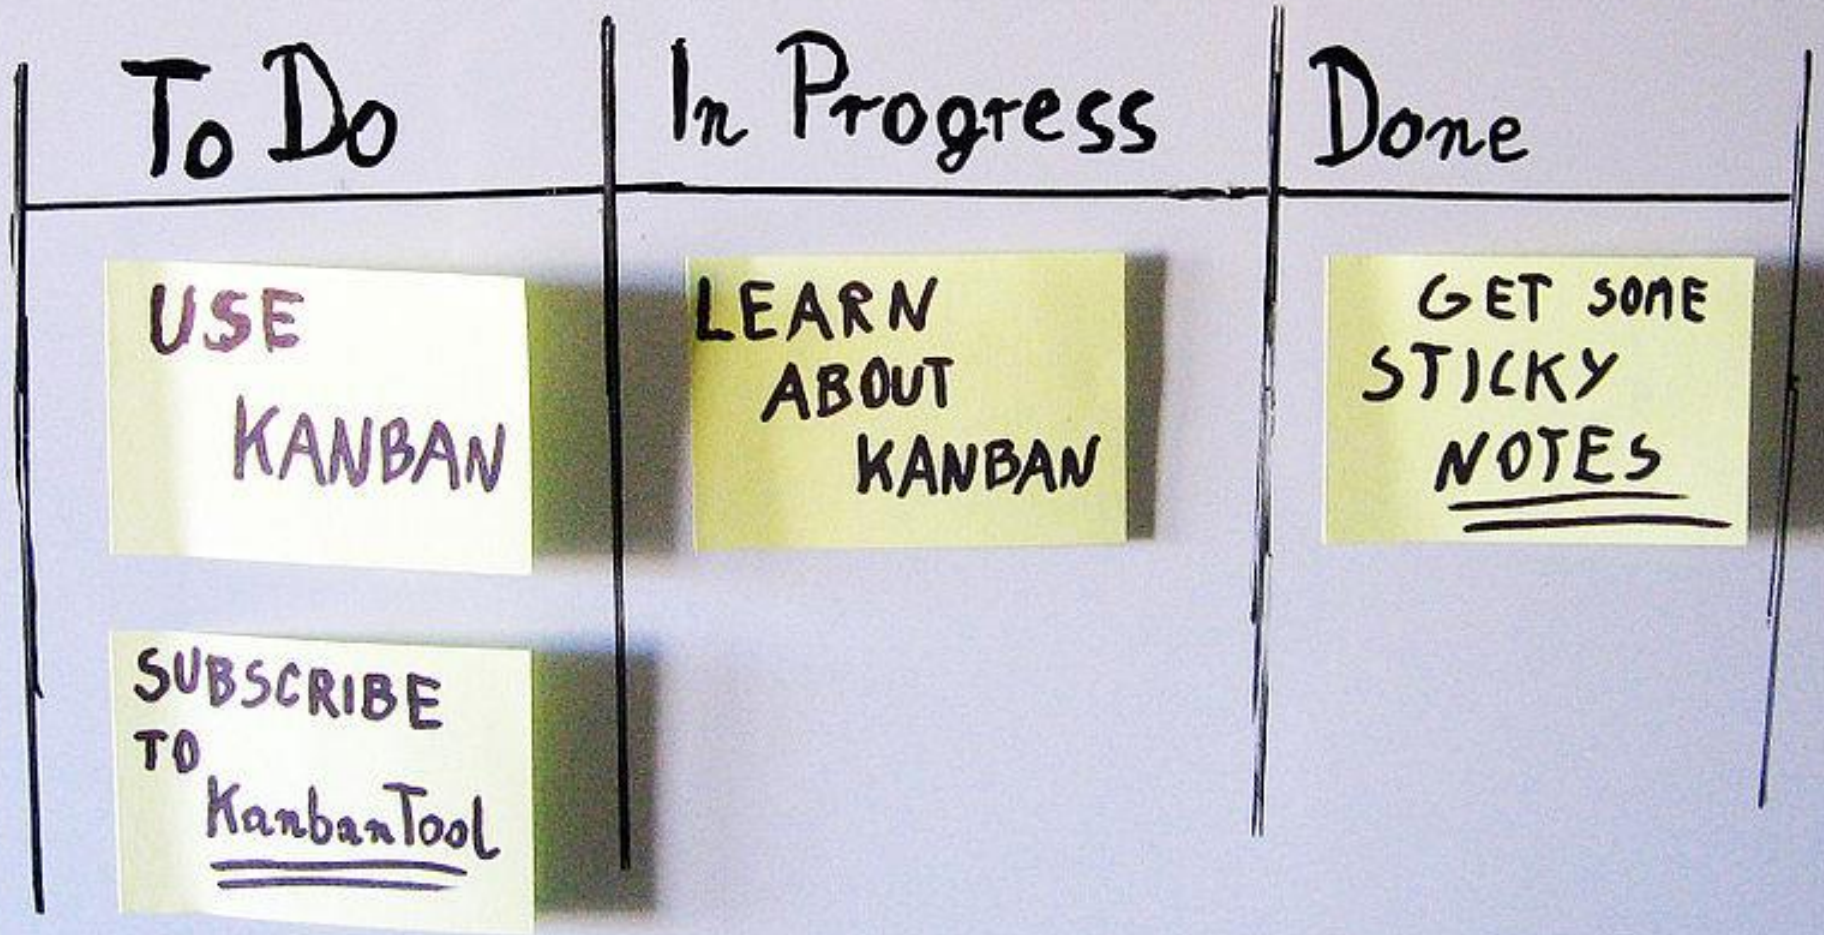 To Do
In Progress
Done
USE
KANBAN
SUBSCRIBE
TO
KanbanTool
LEARN
ABOUT
KANBAN
GET SOME
STICKY
NOTES